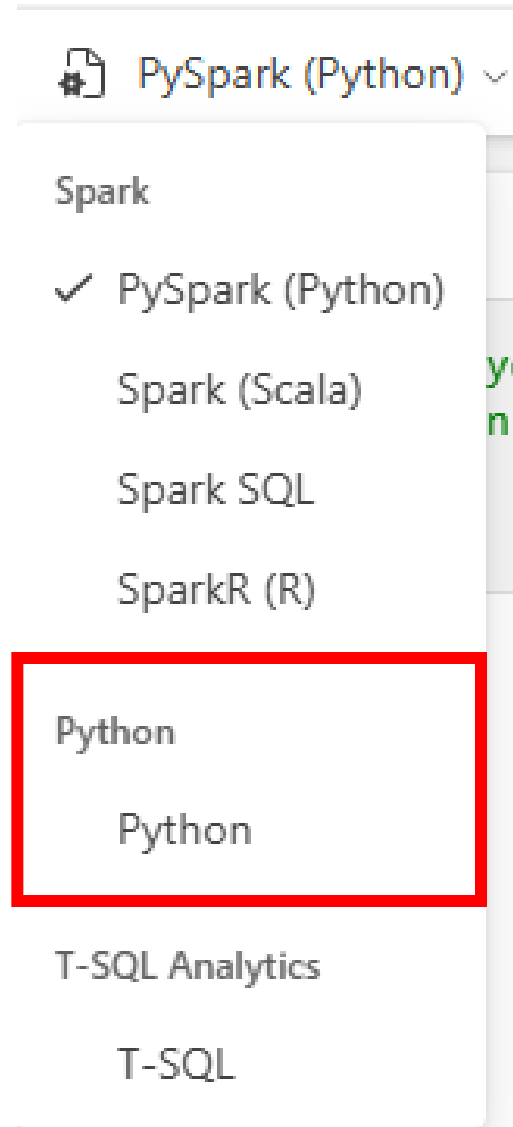 PySpark (Python)
Spark
PySpark (Python)
Spark (Scala)
Spark SQL
SparkR (R)
Python
Python
T-SQL Analytics
T-SQL